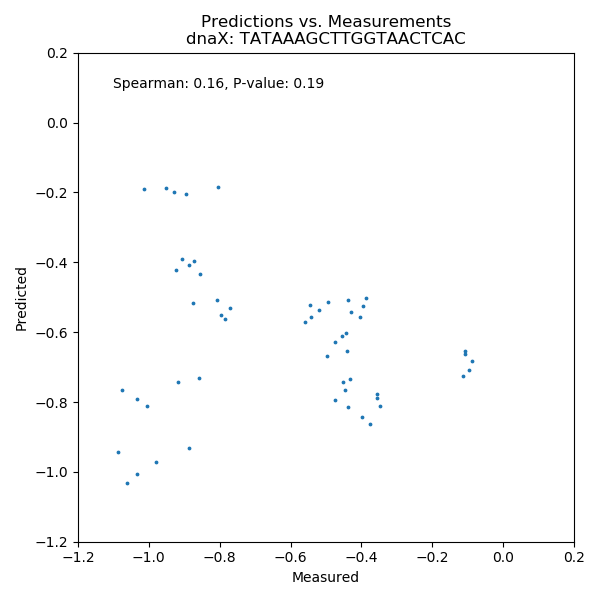 Predictions vs. Measurements
dnaX: TATAAAGCTTGGTAACTCAC
Spearman: 0.16, P-value: 0.19
0.2
0.0
−0.2
−0.4
−0.6
−0.8
−1.0
−1.2
Predicted
−1.2 −1.0 −0.8 −0.6 −0.4 −0.2 0.0 0.2
Measured